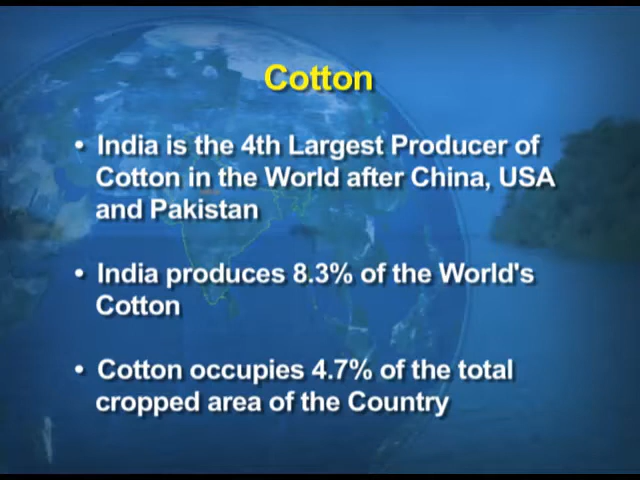 Cotton
• India is the 4th Largest Producer of
Cotton in the World after China, USA
and Pakistan
• India produces 8.3% of the World's
Cotton
• Cotton occupies 4.7% of the total
cropped area of the Country